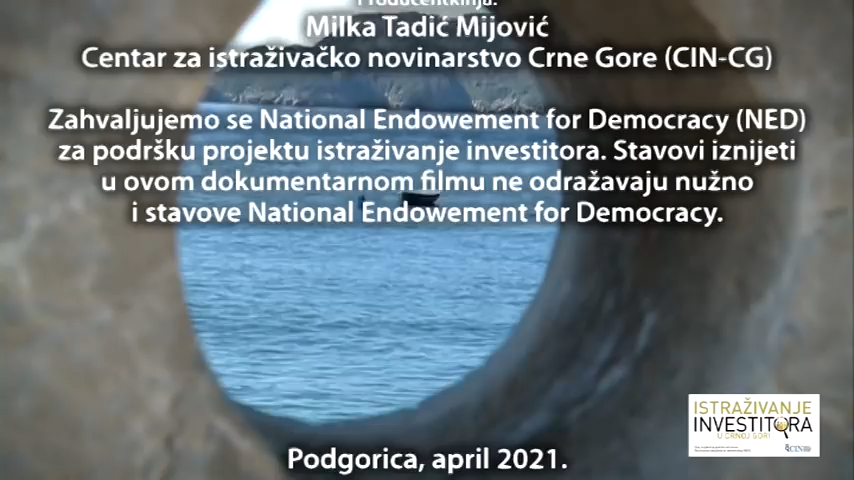 Producentkinja:
Milka Tadić Mijović
Centar za istraživačko novinarstvo Crne Gore (CIN-CG)
Zahvaljujemo se National Endowement for Democracy (NED)
za podršku projektu istraživanje investitora. Stavovi iznijeti
u ovom dokumentarnom filmu ne odražavaju nužno
i stavove National Endowement for Democracy.
ISTRAŽIVANJE
INVESTITORA
U CRNOJ GORI
CIN
Podgorica, april 2021.